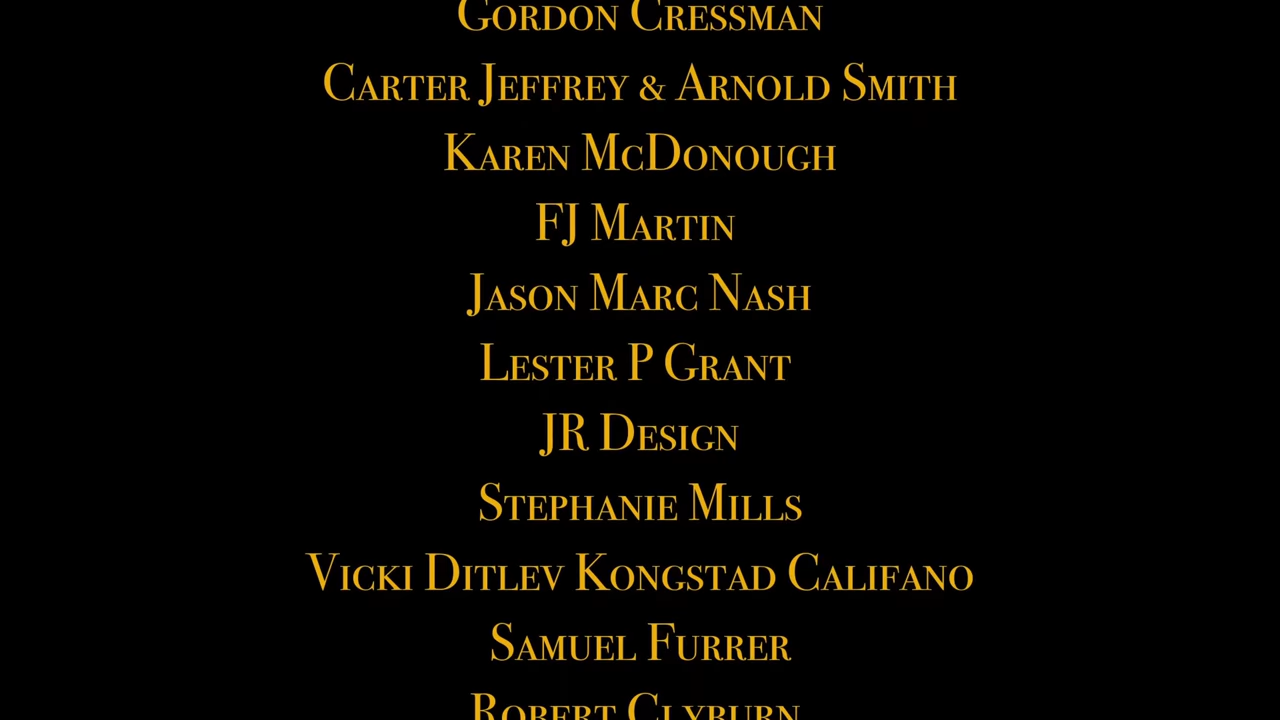 Gordon Cressman
Carter Jeffrey & Arnold Smith
Karen McDonough
FJ Martin
Jason Marc Nash
Lester P Grant
JR Design
Stephanie Mills
Vicki Ditlev Kongstad Califano
Samuel Furrer
Robert Clyburn